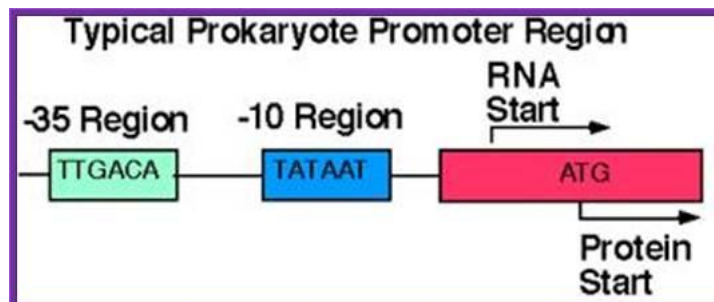 Typical Prokaryote Promoter Region
RNA
Start
-35 Region
-10 Region
TTGACA
TATAAT
ATG
Protein
Start